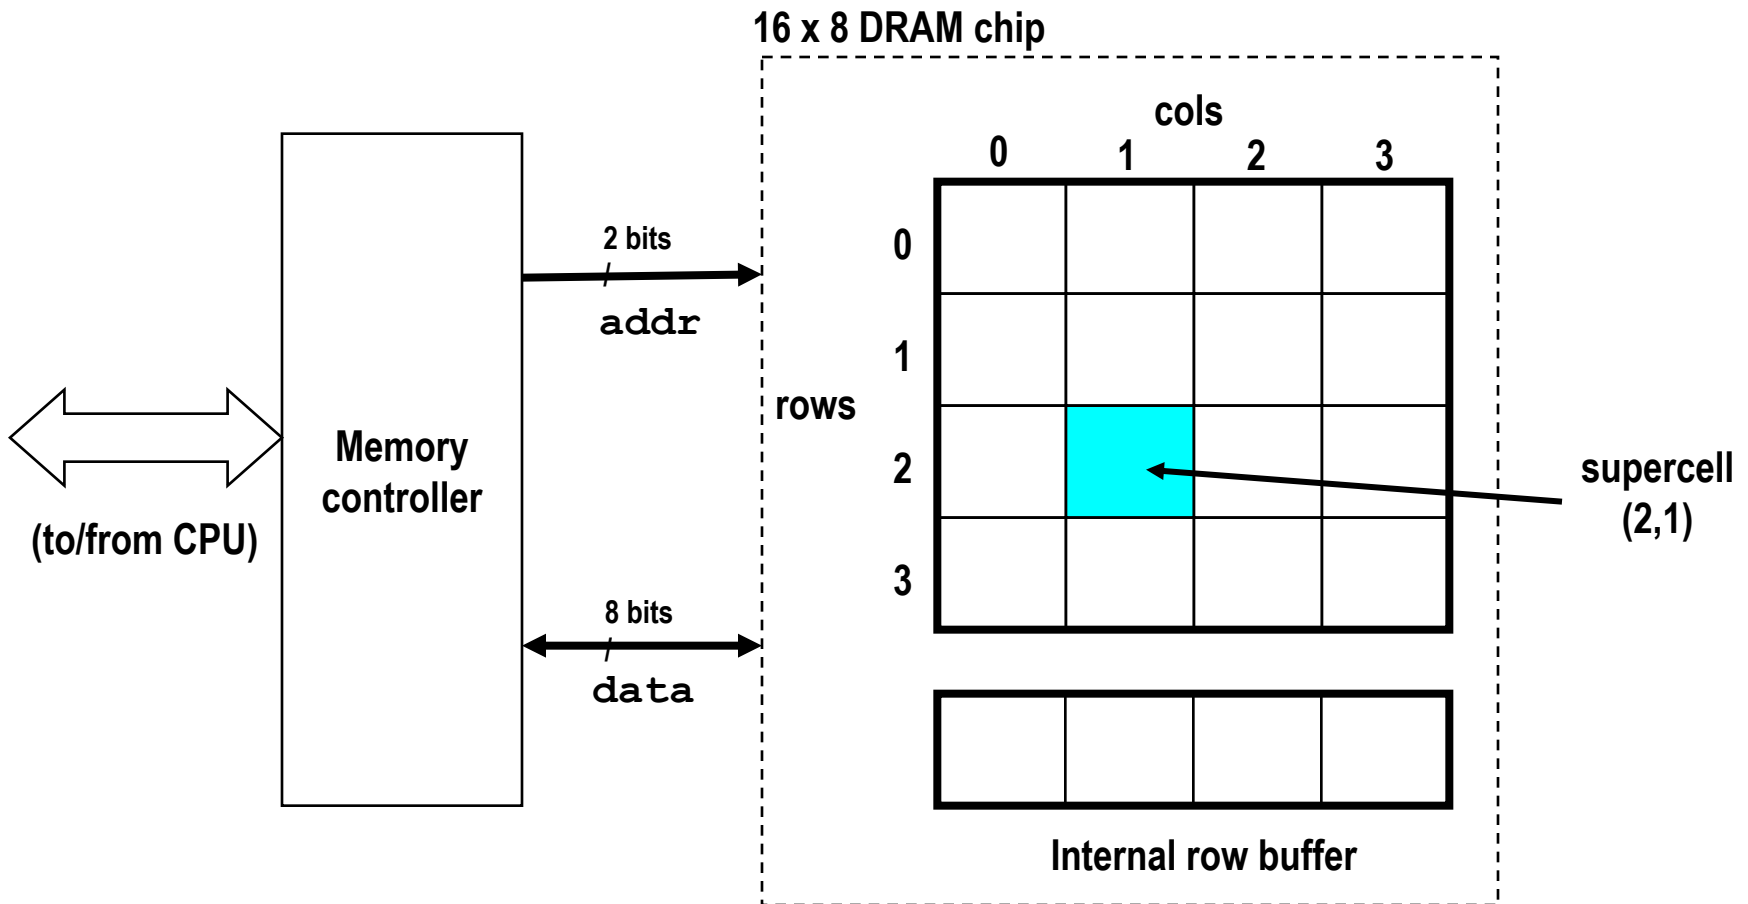 16 x 8 DRAM chip
cols
0 1 2 3
2 bits
addr
0
1
rows
2
3
Memory
controller
(to/from CPU)
supercell
(2,1)
8 bits
data
Internal row buffer